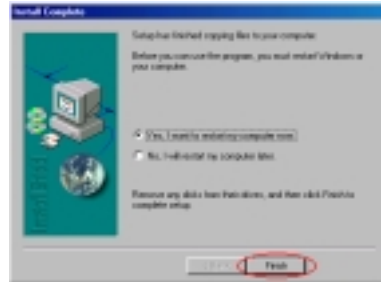 Install Complete
Setup has finished copying files to your computer.
Before you can use the program, you must restart Windows or
your computer.
Yes, I want to restart my computer now.
No, I will restart my computer later.
Remove any disks from their drives, and then click Finish to
complete setup.
Finish